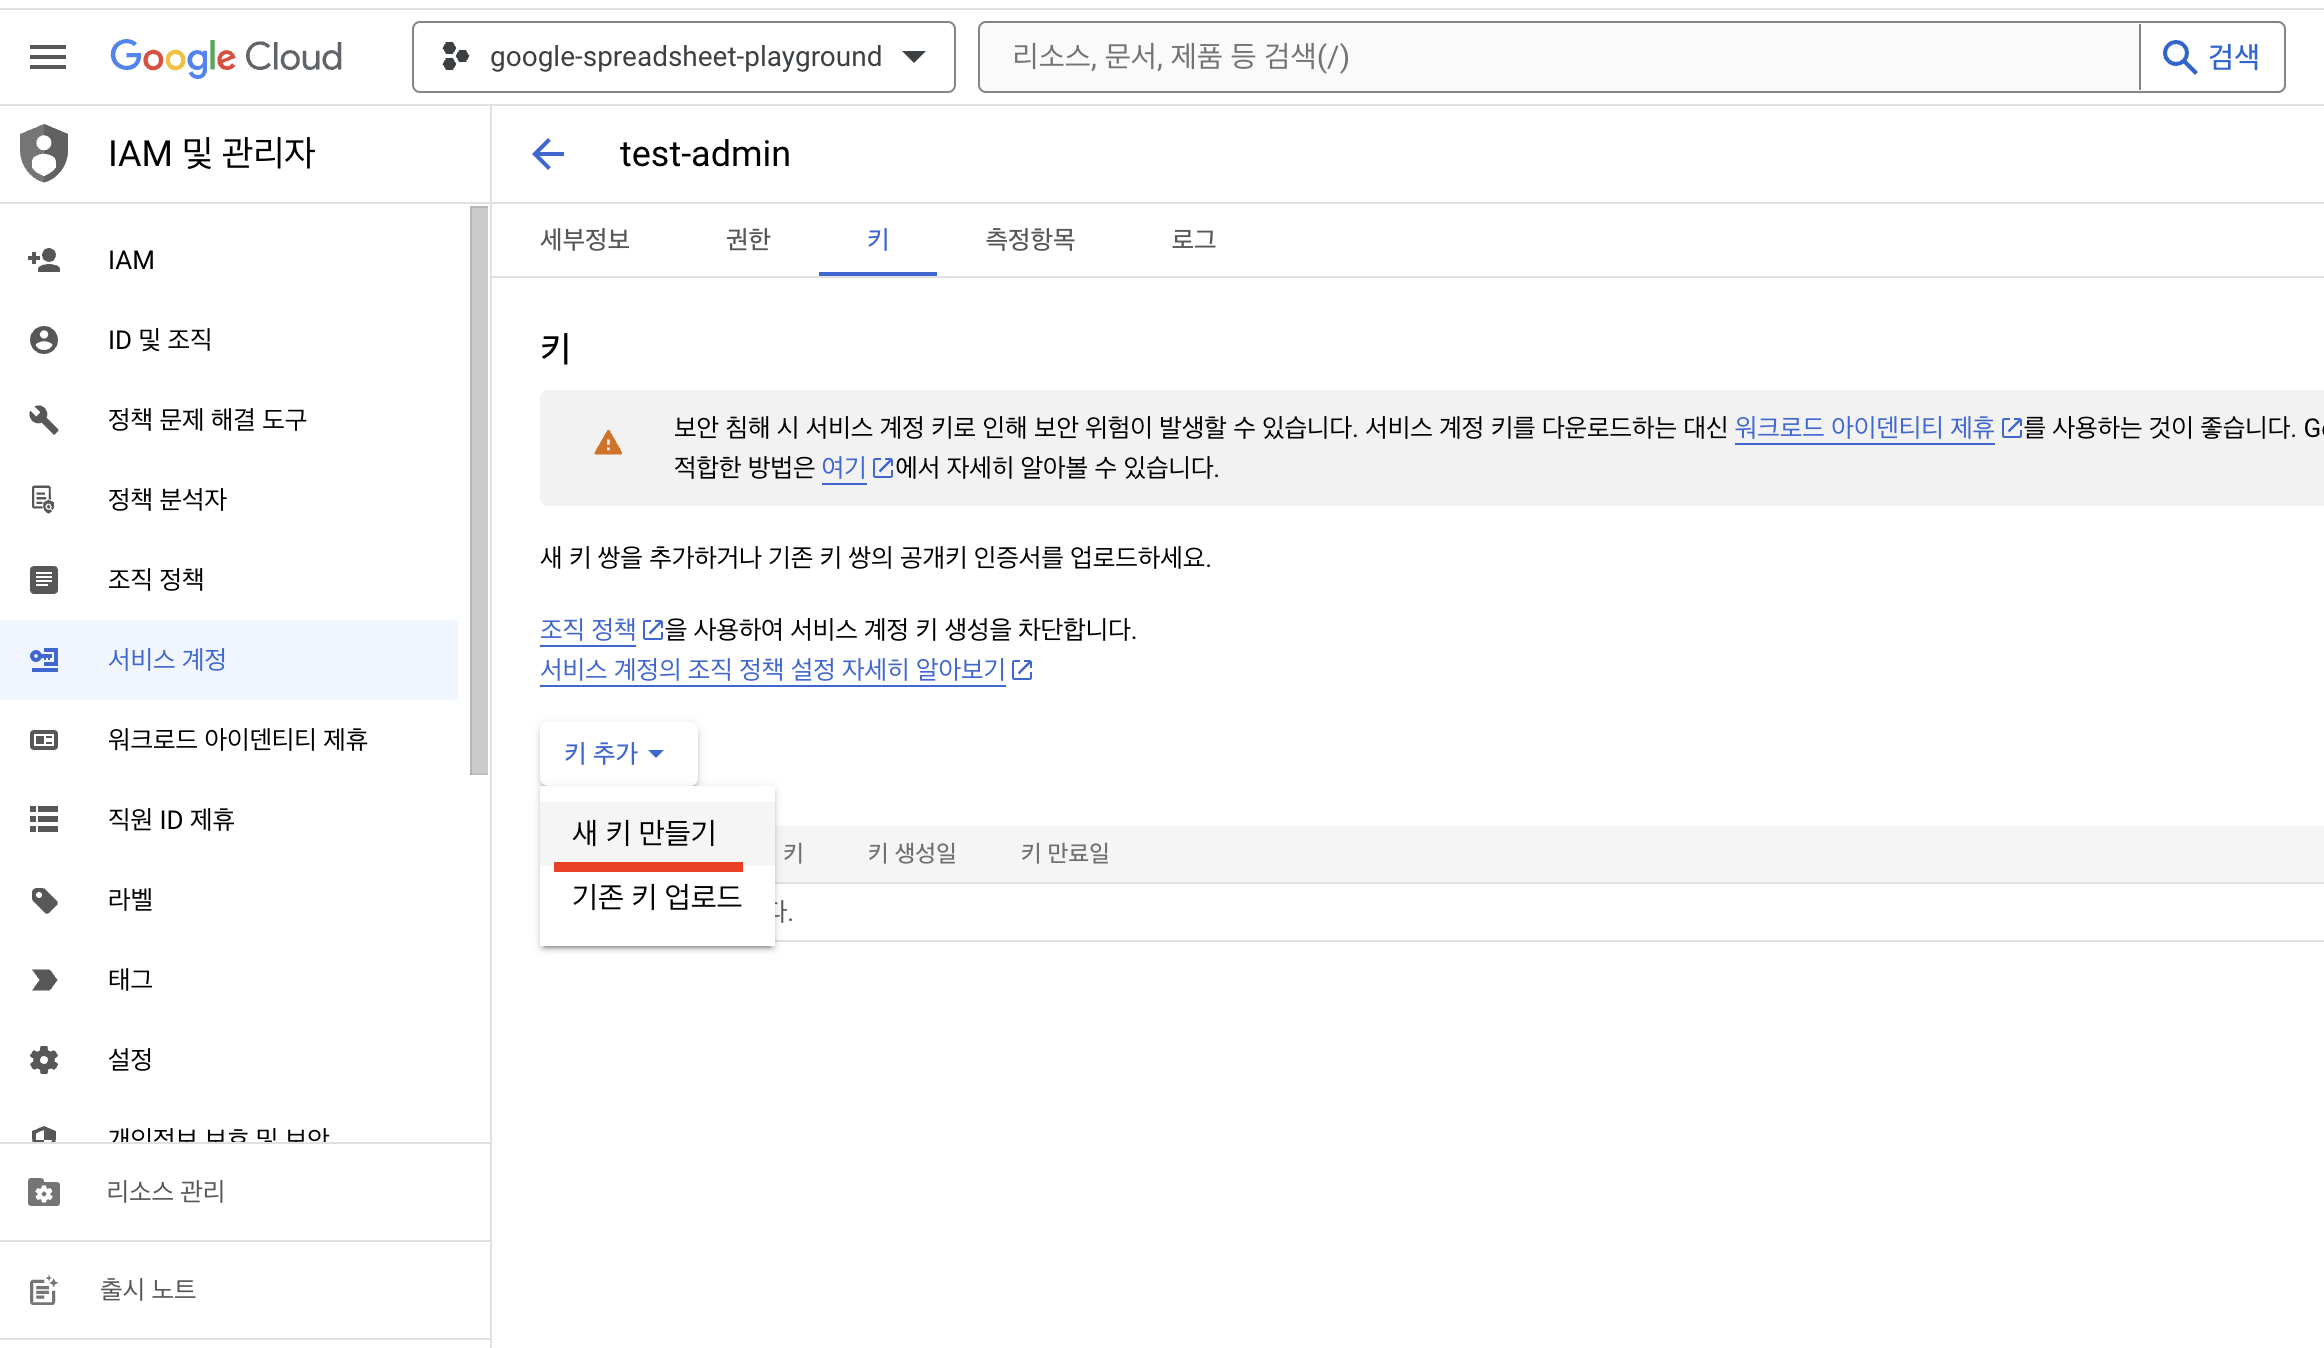 Google Cloud
google-spreadsheet-playground
리소스, 문서, 제품 등 검색(/)
검색
IAM 및 관리자
IAM
ID 및 조직
정책 문제 해결 도구
정책 분석자
조직 정책
서비스 계정
워크로드 아이덴티티 제휴
직원 ID 제휴
라벨
태그
설정
개인정보 보호 및 보안
리소스 관리
출시 노트
test-admin
세부정보 권한 키 측정항목 로그
키
보안 침해 시 서비스 계정 키로 인해 보안 위험이 발생할 수 있습니다. 서비스 계정 키를 다운로드하는 대신 워크로드 아이덴티티 제휴를 사용하는 것이 좋습니다.
적합한 방법은 여기에서 자세히 알아볼 수 있습니다.
새 키 쌍을 추가하거나 기존 키 쌍의 공개키 인증서를 업로드하세요.
조직 정책을 사용하여 서비스 계정 키 생성을 차단합니다.
서비스 계정의 조직 정책 설정 자세히 알아보기
키 추가
새 키 만들기
기존 키 업로드
키 키 생성일 키 만료일